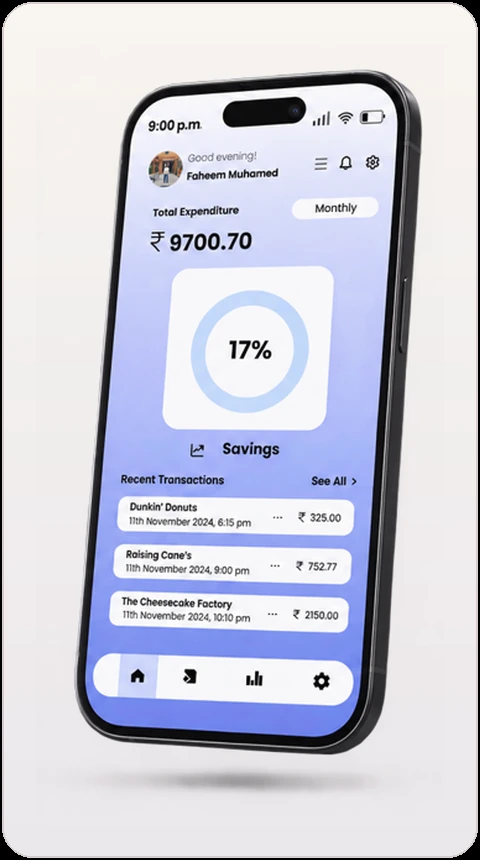 9:00 p.m.
Good evening!
Faheem Muhamed
Total Expenditure
Monthly
₹ 9700.70
17%
Savings
Recent Transactions
See All >
Dunkin' Donuts
11th November 2024, 6:15 pm ... ₹ 325.00
Raising Cane's
11th November 2024, 9:00 pm ... ₹ 752.77
The Cheesecake Factory
11th November 2024, 10:10 pm ... ₹ 2150.00